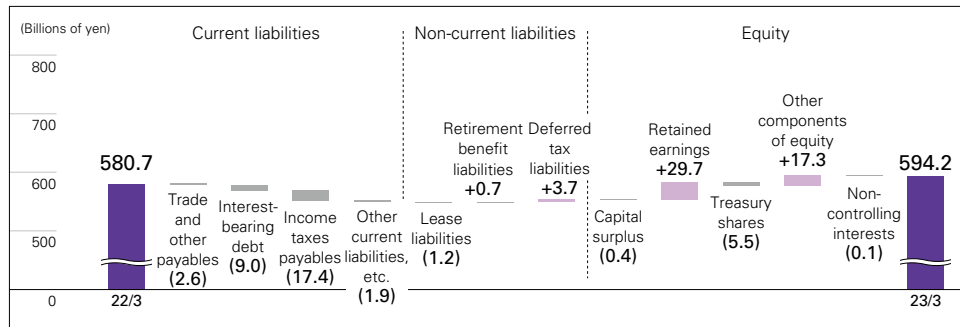 (Billions of yen)
Current liabilities
Non-current liabilities
Equity
800
700
600
500
0
580.7
22/3
Trade
and
other
payables
(2.6)
Interest-
bearing
debt
(9.0)
Income
taxes
payables
(17.4)
Other
current
liabilities,
etc.
(1.9)
Lease
liabilities
(1.2)
Retirement
benefit
liabilities
+0.7
Deferred
tax
liabilities
+3.7
Capital
surplus
(0.4)
Retained
earnings
+29.7
Treasury
shares
(5.5)
Other
components
of equity
+17.3
Non-
controlling
interests
(0.1)
594.2
23/3